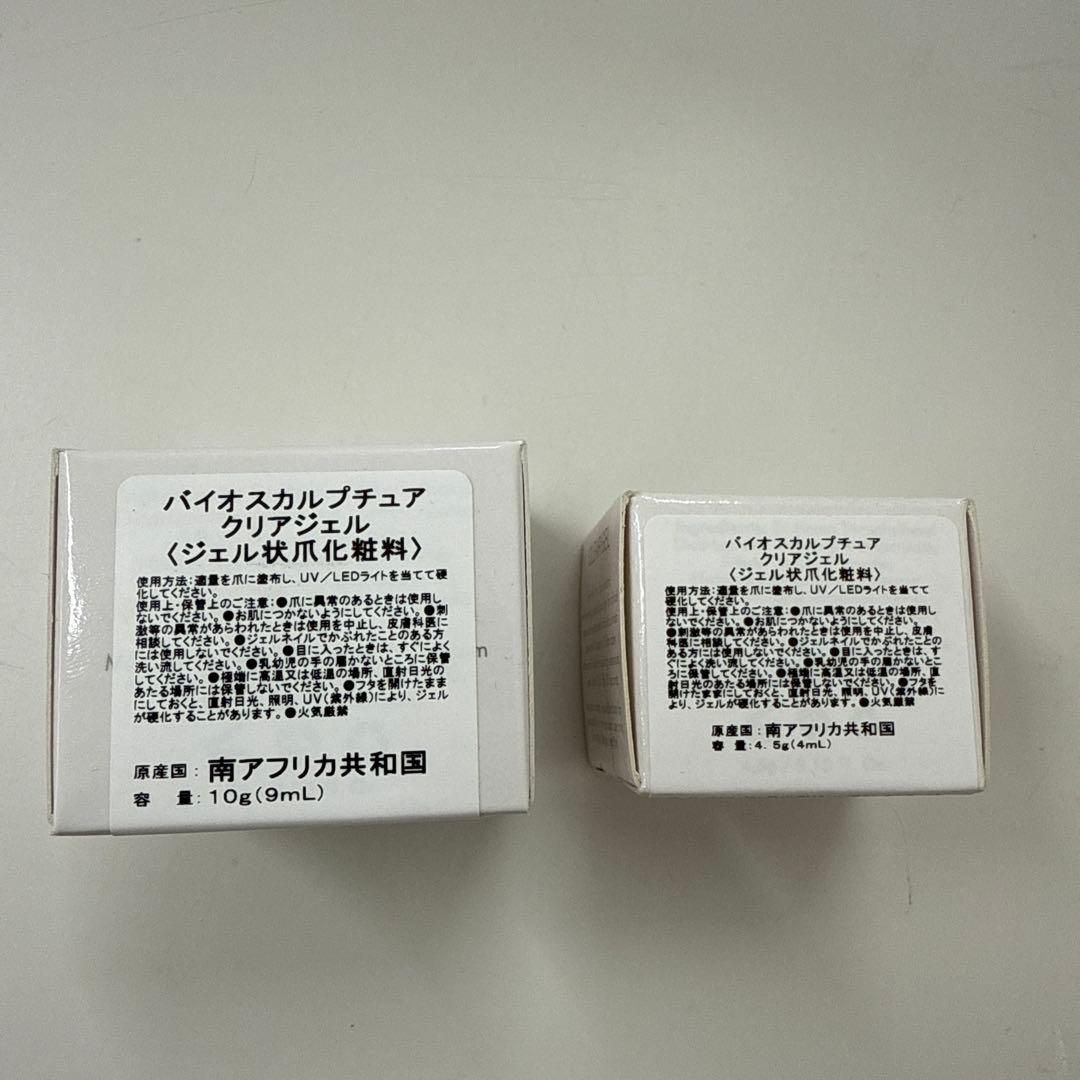 バイオスカルプチュア
クリアジェル
〈ジェル状爪化粧料〉
使用方法:適量を爪に塗布し、UV/LEDライトを当てて硬
化してください。
使用上・保管上のご注意:●爪に異常のあるときは使用し
ないでください。●お肌につかないようにしてください。●刺
激等の異常があらわれたときは使用を中止し、皮膚科医に
相談してください。●ジェルネイルでかぶれたことのある方
には使用しないでください。●目に入ったときは、すぐによく
洗い流してください。●乳幼児の手の届かないところに保管
してください。●極端に高温又は低温の場所、直射日光の
あたる場所には保管しないでください。●フタを開けたまま
にしておくと、直射日光、照明、UV(紫外線)により、ジェル
が硬化することがあります。●火気厳禁
原産国:南アフリカ共和国
容 量:10g(9mL)
バイオスカルプチュア
クリアジェル
〈ジェル状爪化粧料〉
使用方法:適量を爪に塗布し、UV/LEDライトを当てて
硬化してください。
使用上・保管上のご注意:●爪に異常のあるときは使用し
ないでください。●お肌につかないようにしてください。
●刺激等の異常があらわれたときは使用を中止し、皮膚
科医に相談してください。●ジェルネイルでかぶれたことの
ある方には使用しないでください。●目に入ったときは、す
ぐによく洗い流してください。●乳幼児の手の届かないとこ
ろに保管してください。●極端に高温又は低温の場所、直
射日光のあたる場所には保管しないでください。●フタを
開けたままにしておくと、直射日光、照明、UV(紫外線)に
より、ジェルが硬化することがあります。●火気厳禁
原産国:南アフリカ共和国
容 量:4.5g(4mL)